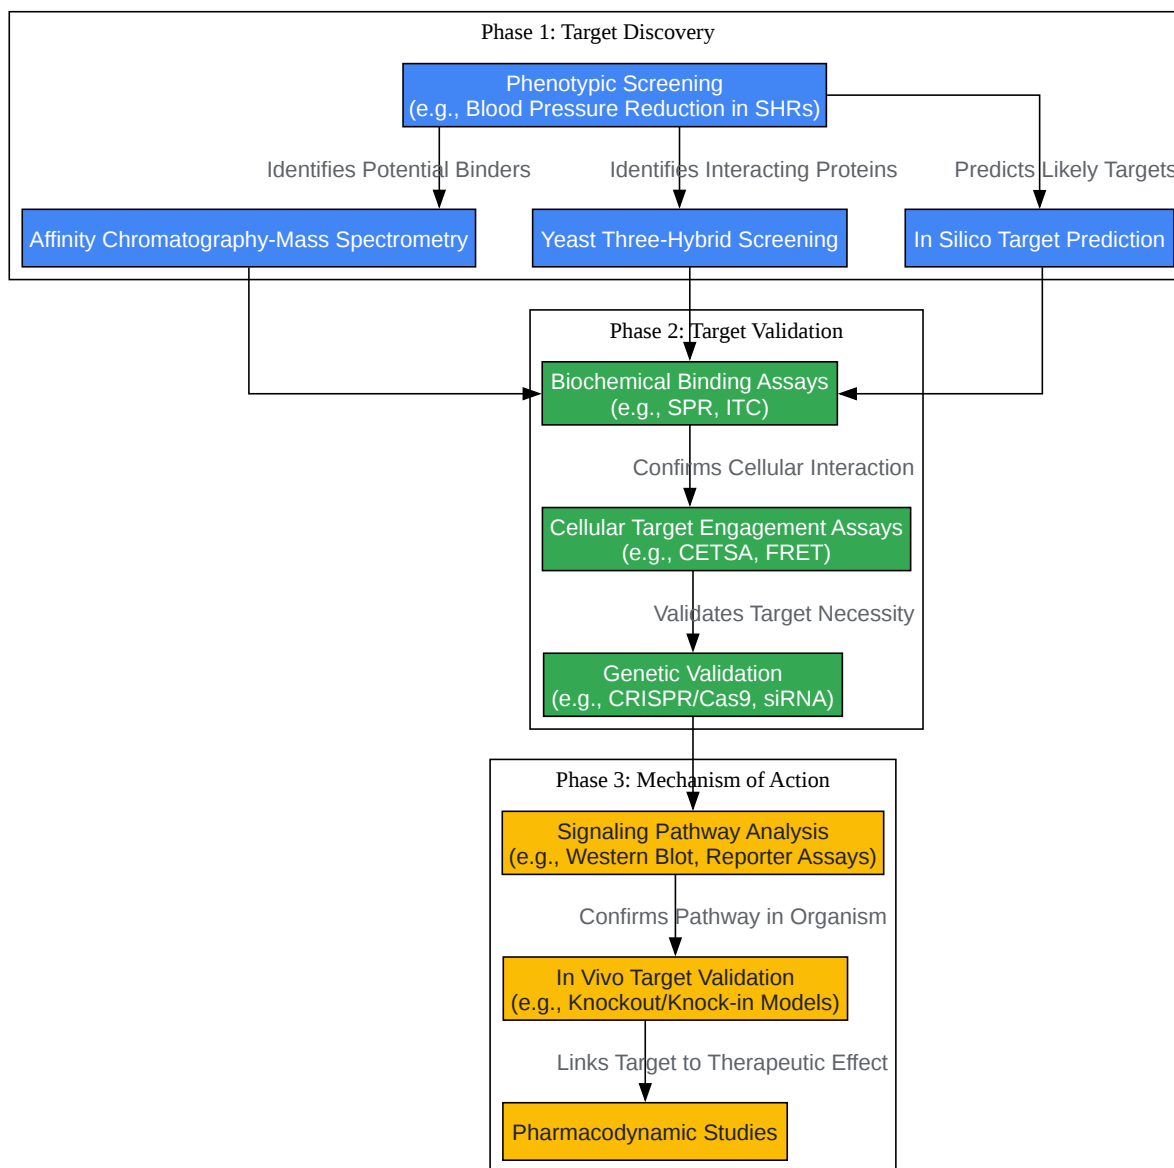 Phase 1: Target Discovery
Phenotypic Screening
(e.g., Blood Pressure Reduction in SHRs)
Identifies Potential Binders
Identifies Interacting Proteins
Predicts Likely Targets
Affinity Chromatography-Mass Spectrometry
Yeast Three-Hybrid Screening
In Silico Target Prediction
Phase 2: Target Validation
Biochemical Binding Assays
(e.g., SPR, ITC)
Confirms Cellular Interaction
Cellular Target Engagement Assays
(e.g., CETSA, FRET)
Validates Target Necessity
Genetic Validation
(e.g., CRISPR/Cas9, siRNA)
Phase 3: Mechanism of Action
Signaling Pathway Analysis
(e.g., Western Blot, Reporter Assays)
Confirms Pathway in Organism
In Vivo Target Validation
(e.g., Knockout/Knock-in Models)
Links Target to Therapeutic Effect
Pharmacodynamic Studies